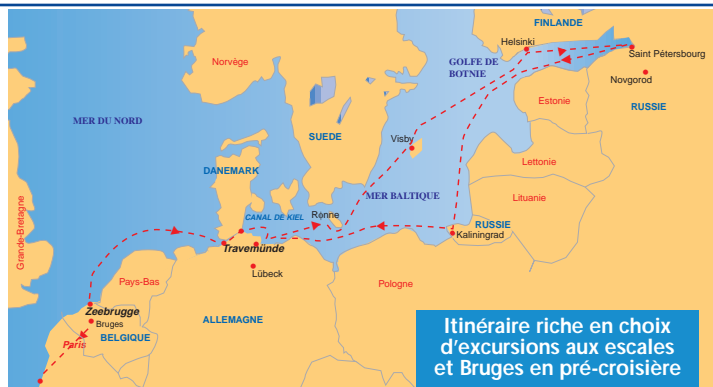 FINLANDE
Helsinki
Saint Pétersbourg
Norvège
GOLFE DE
BOTNIE
Novgorod
Estonie
RUSSIE
MER DU NORD
SUEDE
Visby
DANEMARK
Lettonie
MER BALTIQUE
Lituanie
CANAL DE KIEL
Rønne
RUSSIE
Kaliningrad
Grande-Bretagne
Travemünde
Lübeck
Pays-Bas
Pologne
Zeebrugge
Bruges
ALLEMAGNE
BELGIQUE
Paris
Itinéraire riche en choix
d'excursions aux escales
et Bruges en pré-croisière